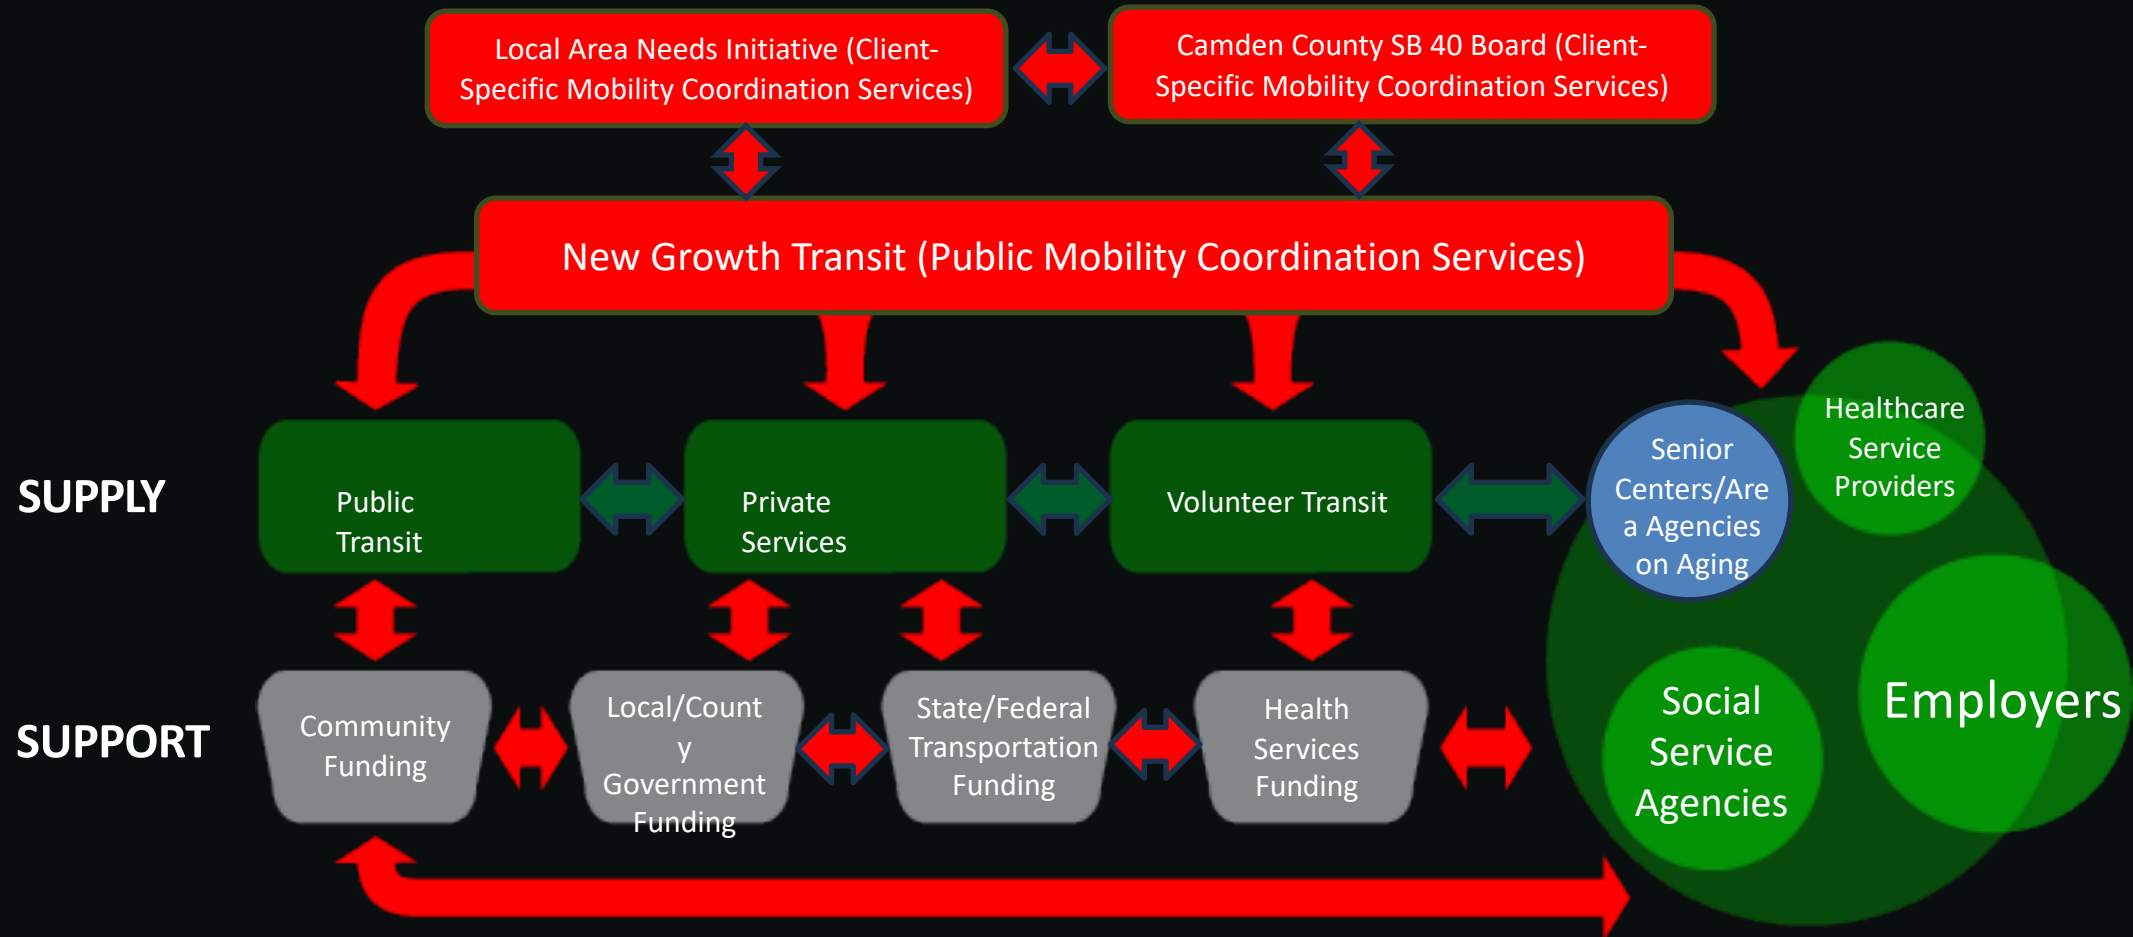 Local Area Needs Initiative (Client-
Specific Mobility Coordination Services)
Camden County SB 40 Board (Client-
Specific Mobility Coordination Services)
New Growth Transit (Public Mobility Coordination Services)
SUPPLY
Public
Transit
Private
Services
Volunteer Transit
Senior
Centers/Are
a Agencies
on Aging
Healthcare
Service
Providers
SUPPORT
Community
Funding
Local/Count
y
Government
Funding
State/Federal
Transportation
Funding
Health
Services
Funding
Social
Service
Agencies
Employers